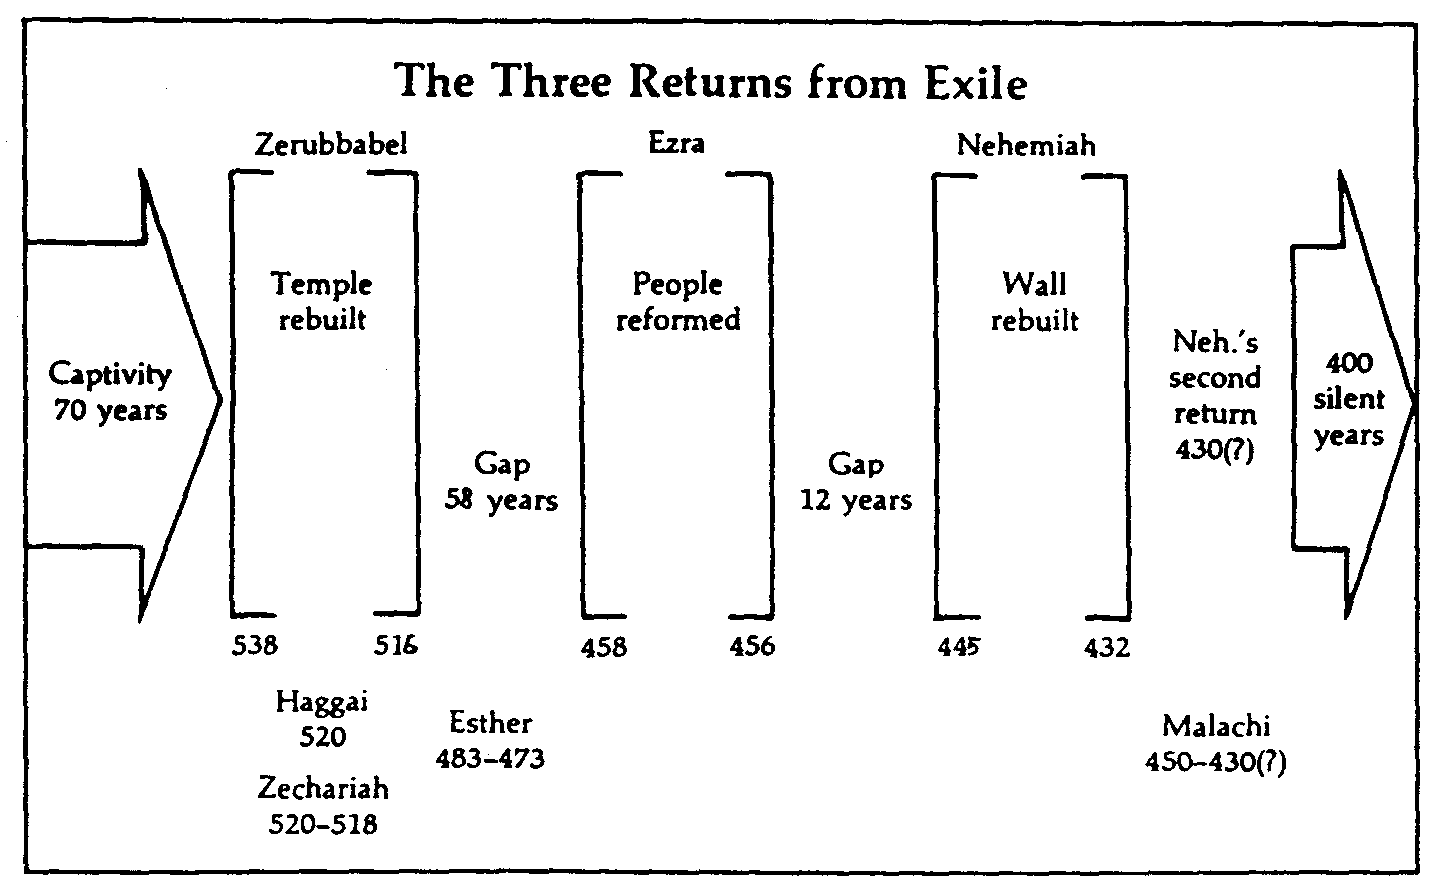 The Three Returns from Exile
Zerubbabel
Ezra
Nehemiah
Captivity
70 years
Temple
rebuilt
Gap
58 years
People
reformed
Gap
12 years
Wall
rebuilt
Neh.'s
second
return
430(?)
400
silent
years
538
516
458
456
445
432
Haggai
520
Zechariah
520–518
Esther
483–473
Malachi
450–430(?)